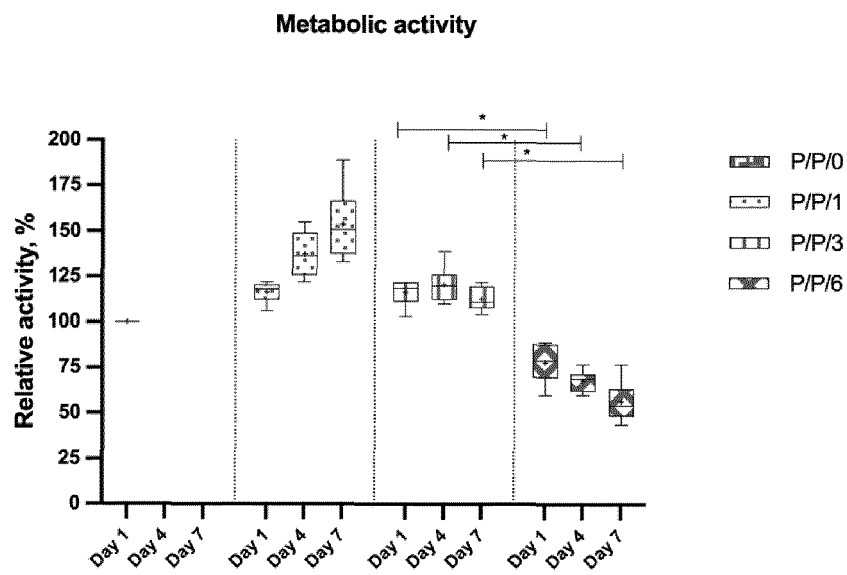 Metabolic activity
* 
*
*
200
175
150
125
100
75
50
25
0
Relative activity, %
Day 1
Day 4
Day 7
Day 1
Day 4
Day 7
Day 1
Day 4
Day 7
Day 1
Day 4
Day 7
P/P/0
P/P/1
P/P/3
P/P/6